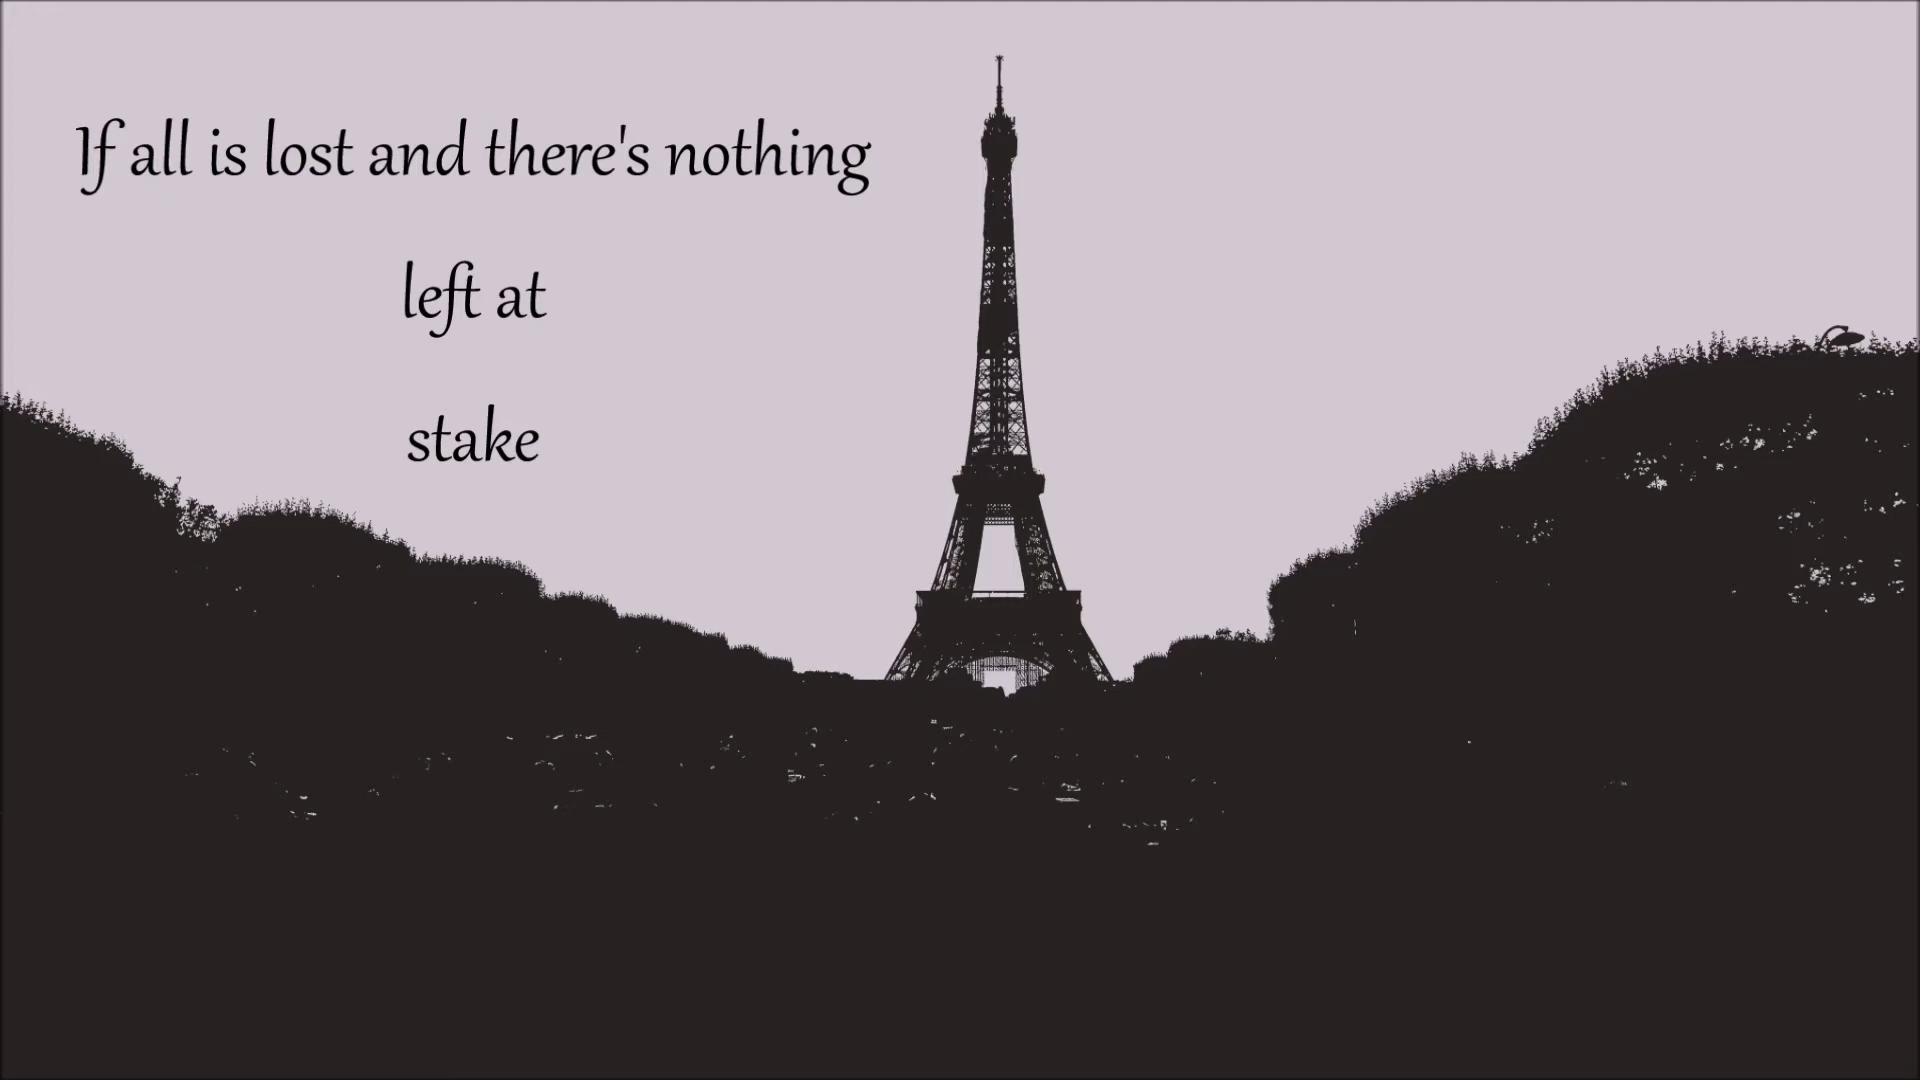 If all is lost and there's nothing
left at
stake